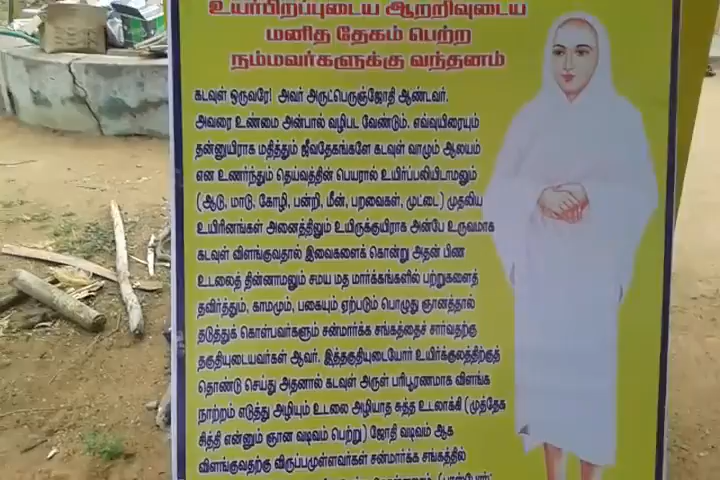 உயர்பிறப்புடைய ஆறறிவுடைய
மனித தேகம் பெற்ற
நம்மவர்களுக்கு வந்தனம்
கடவுள் ஒருவரே! அவர் அருட்பெருஞ்ஜோதி ஆண்டவர்.
அவரை உண்மை அன்பால் வழிபட வேண்டும். எவ்வுயிரையும்
தன்னுயிராக மதித்தும் ஜீவதேகங்களே கடவுள் வாழும் ஆலயம்
என உணர்ந்தும் தெய்வத்தின் பெயரால் உயிர்ப்பலியிடாமலும்
(ஆடு, மாடு, கோழி, பன்றி, மீன், பறவைகள், முட்டை) முதலிய
உயிரினங்கள் அனைத்திலும் உயிருக்குயிராக அன்பே உருவமாக
கடவுள் விளங்குவதால் இவைகளைக் கொன்று அதன் பிண
உடலைத் தின்னாமலும் சமய மத மார்க்கங்களில் பற்றுகளைத்
தவிர்த்தும், காமமும், பகையும் ஏற்படும் பொழுது ஞானத்தால்
தடுத்துக் கொள்பவர்களும் சன்மார்க்க சங்கத்தைச் சார்வதற்கு
தகுதியுடையவர்கள் ஆவர். இத்தகுதியுடையோர் உயிர்க்குலத்திற்குத்
தொண்டு செய்து அதனால் கடவுள் அருள் பரிபூரணமாக விளங்க
நாற்றம் எடுத்து அழியும் உடலை அழியாத சுத்த உடலாக்கி (முத்தேக
சித்தி என்னும் ஞான வடிவம் பெற்று) ஜோதி வடிவம் ஆக
விளங்குவதற்கு விருப்பமுள்ளவர்கள் சன்மார்க்க சங்கத்தில்